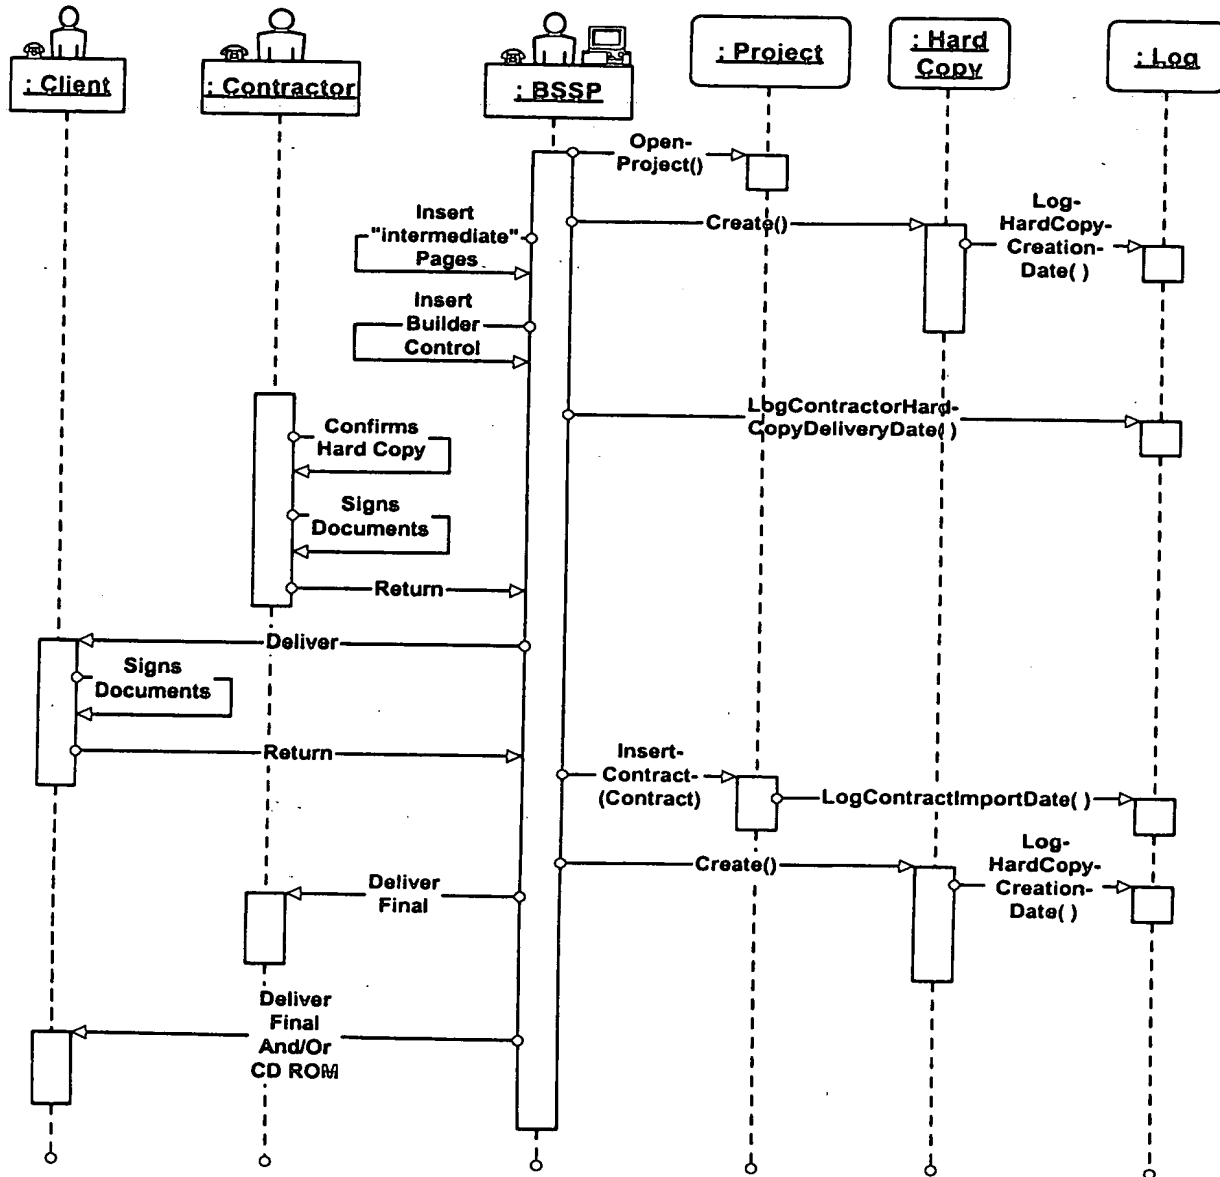 : Client
: Contractor
: BSSP
: Project
: Hard
Copy
: Log
Open-
Project()
Insert
"intermediate"
Pages
Create()
Log-
HardCopy-
Creation-
Date( )
Insert
Builder
Control
LogContractorHard-
CopyDeliveryDate( )
Confirms
Hard Copy
Signs
Documents
Return
Deliver
Signs
Documents
Return
Insert-
Contract-
(Contract)
LogContractImportDate( )
Create()
Log-
HardCopy-
Creation-
Date( )
Deliver
Final
Deliver
Final
And/Or
CD ROM